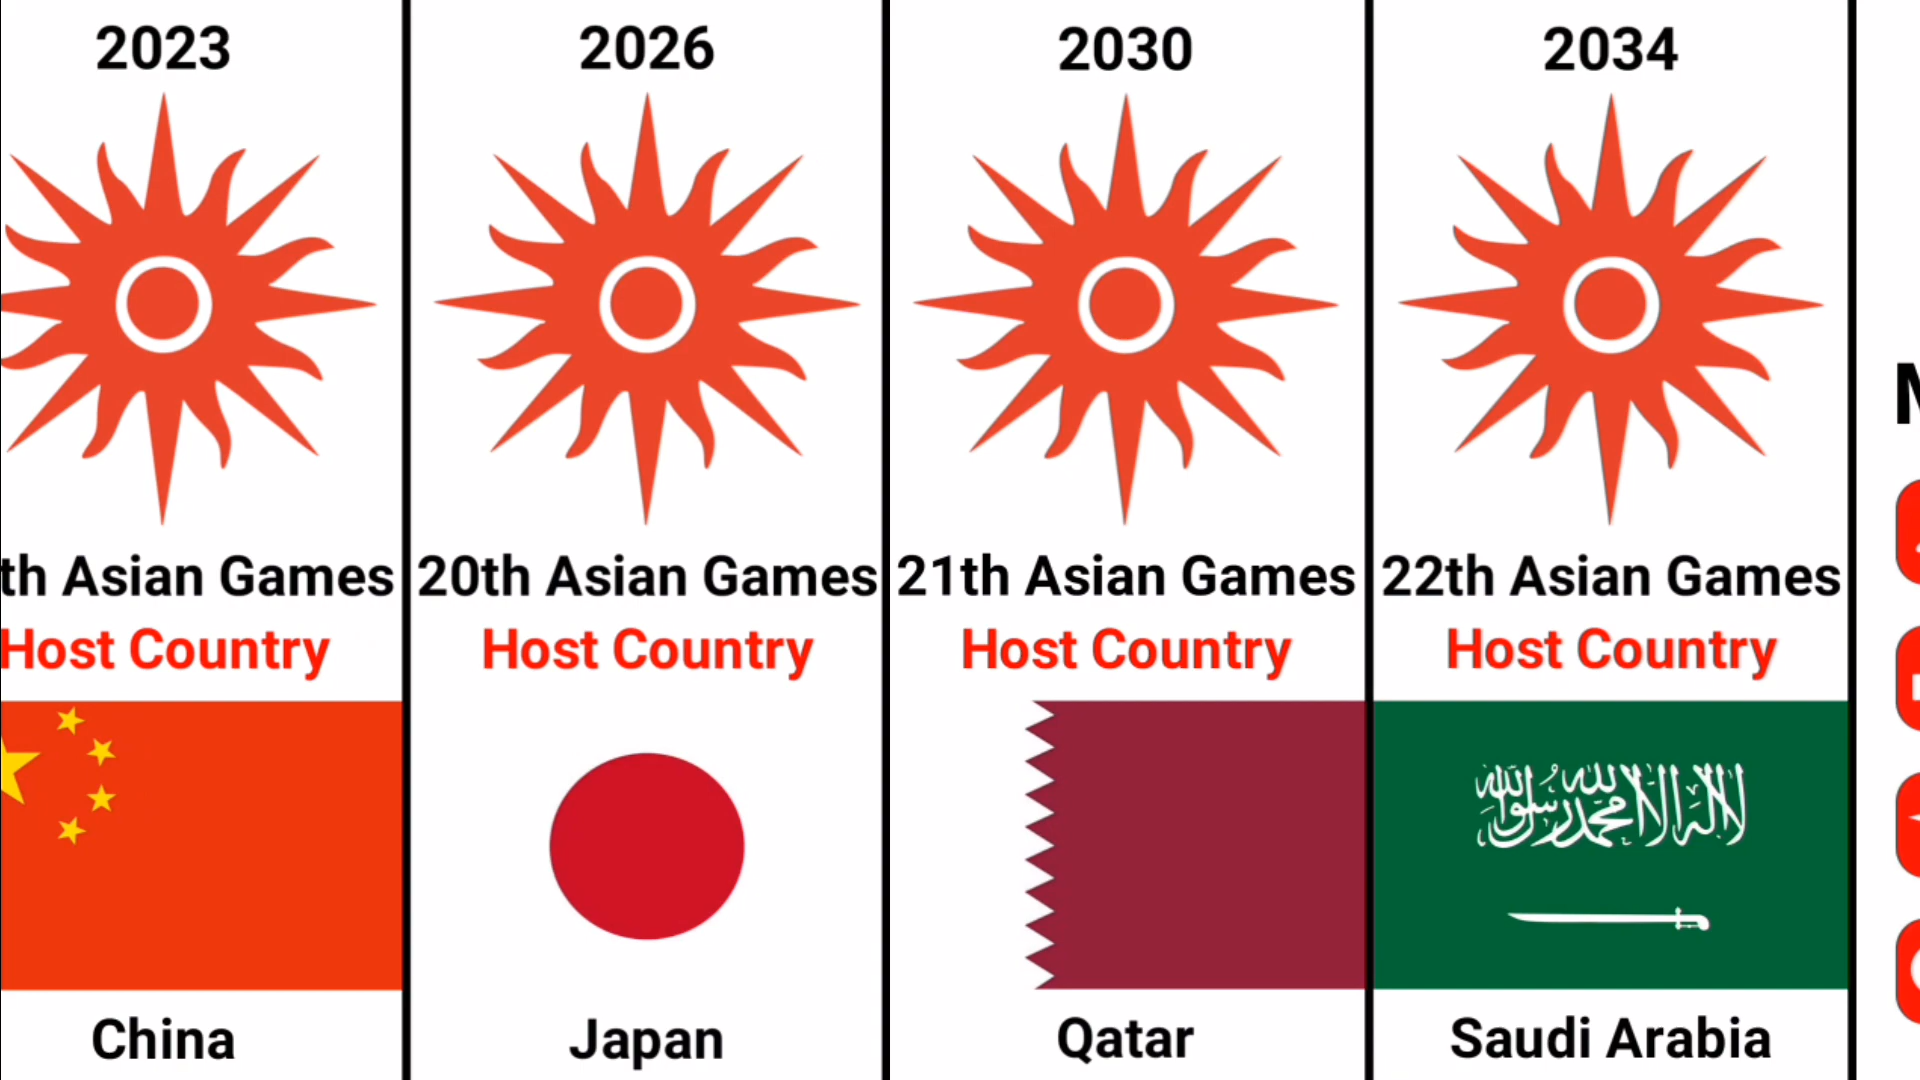 2023
th Asian Games
Host Country
China
2026
20th Asian Games
Host Country
Japan
2030
21th Asian Games
Host Country
Qatar
2034
22th Asian Games
Host Country
لا إله إلا الله محمد رسول الله
Saudi Arabia
M